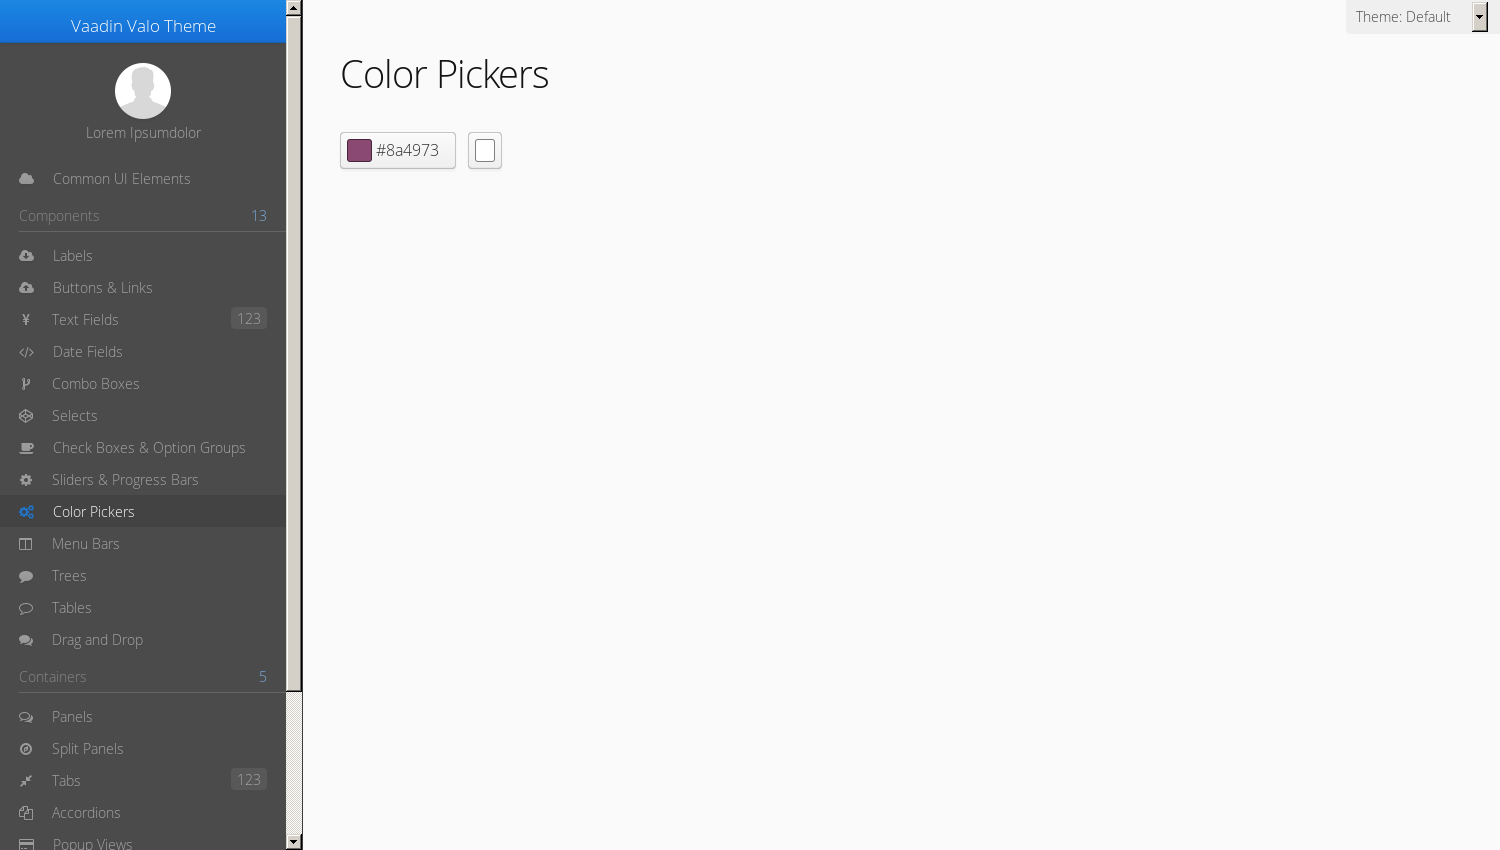 Vaadin Valo Theme
Theme: Default
Lorem Ipsumdolor
Color Pickers
#8a4973
Common UI Elements
Components 13
Labels
Buttons & Links
Text Fields 123
Date Fields
Combo Boxes
Selects
Check Boxes & Option Groups
Sliders & Progress Bars
Color Pickers
Menu Bars
Trees
Tables
Drag and Drop
Containers 5
Panels
Split Panels
Tabs 123
Accordions
Popup Views